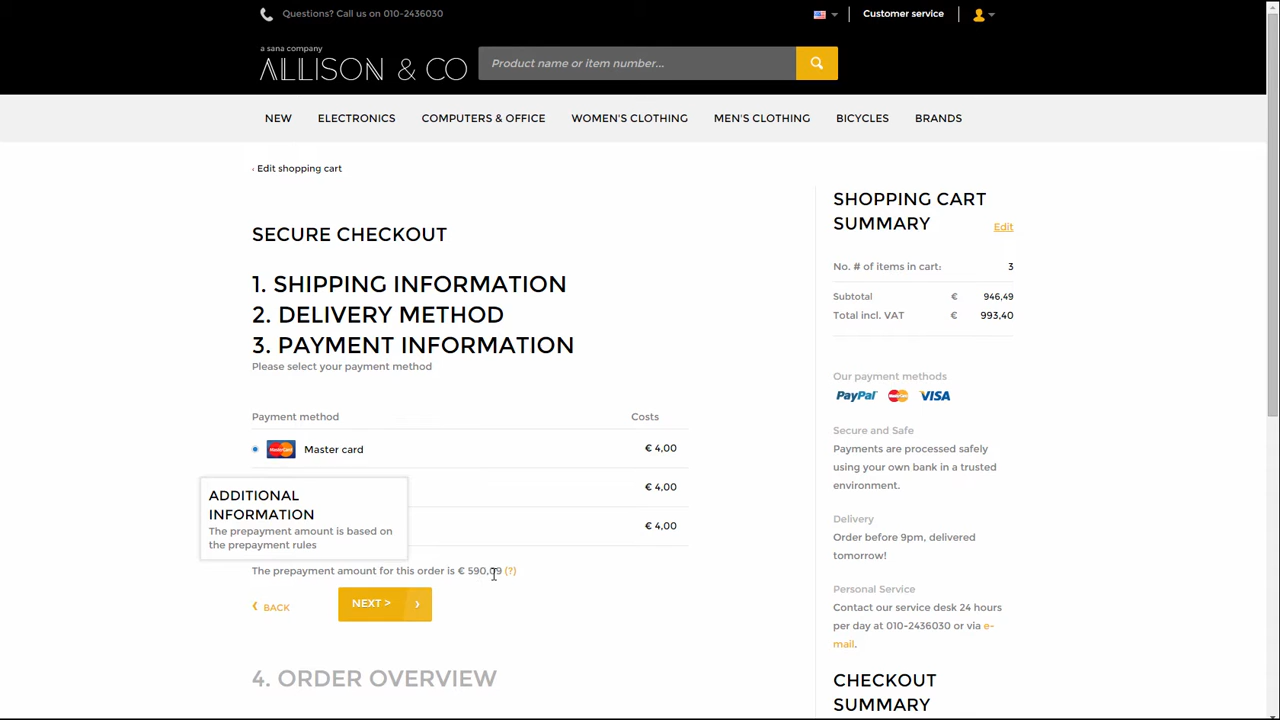 Questions? Call us on 010-2436030
Customer service
a sana company
ALLISON & CO
Product name or item number...
NEW
ELECTRONICS
COMPUTERS & OFFICE
WOMEN'S CLOTHING
MEN'S CLOTHING
BICYCLES
BRANDS
‹ Edit shopping cart
SECURE CHECKOUT
1. SHIPPING INFORMATION
2. DELIVERY METHOD
3. PAYMENT INFORMATION
Please select your payment method
Payment method Costs
MasterCard Master card € 4,00
€ 4,00
€ 4,00
ADDITIONAL
INFORMATION
The prepayment amount is based on
the prepayment rules
The prepayment amount for this order is € 590,09 (?)
‹ BACK
NEXT > ›
4. ORDER OVERVIEW
SHOPPING CART
SUMMARY
Edit
No. # of items in cart: 3
Subtotal € 946,49
Total incl. VAT € 993,40
Our payment methods
PayPal MasterCard VISA
Secure and Safe
Payments are processed safely
using your own bank in a trusted
environment.
Delivery
Order before 9pm, delivered
tomorrow!
Personal Service
Contact our service desk 24 hours
per day at 010-2436030 or via e-
mail.
CHECKOUT
SUMMARY